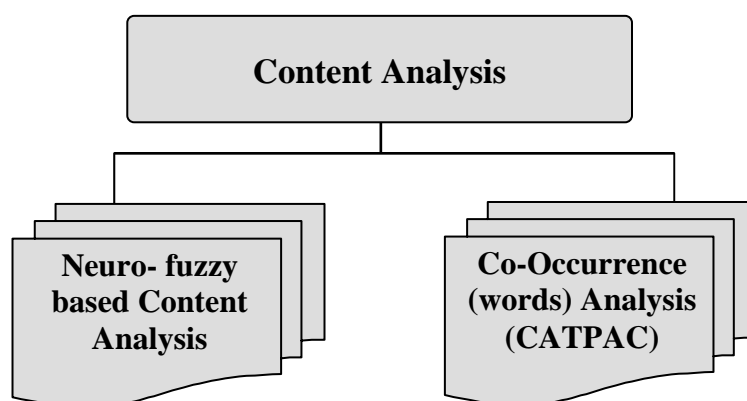 Content Analysis
Neuro- fuzzy
based Content
Analysis
Co-Occurrence
(words) Analysis
(CATPAC)